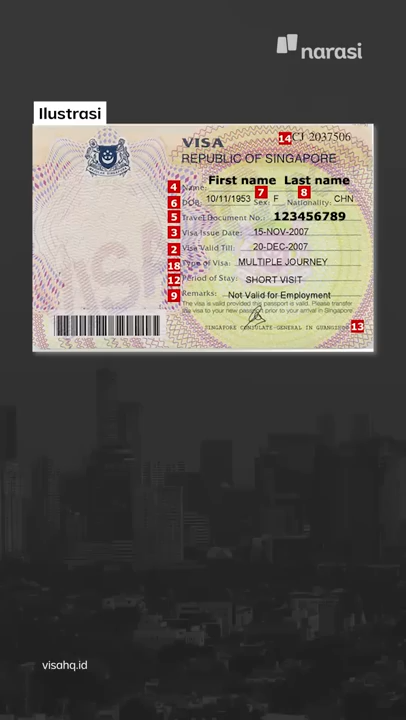 narasi
Ilustrasi
VISA
14 CJ 2037506
REPUBLIC OF SINGAPORE
First name Last name
4 Name:
7 8
6 DOB: 10/11/1953 Sex: F Nationality: CHN
5 Travel Document No.: 123456789
3 Visa Issue Date: 15-NOV-2007
2 Visa Valid Till: 20-DEC-2007
18 Type of Visa: MULTIPLE JOURNEY
12 Period of Stay: SHORT VISIT
9 Remarks: Not Valid for Employment
The visa is valid provided this passport is valid. Please transfer
the visa to your new passport prior to your arrival in Singapore
SINGAPORE CONSULATE-GENERAL IN GUANGZHOU 13
visahq.id